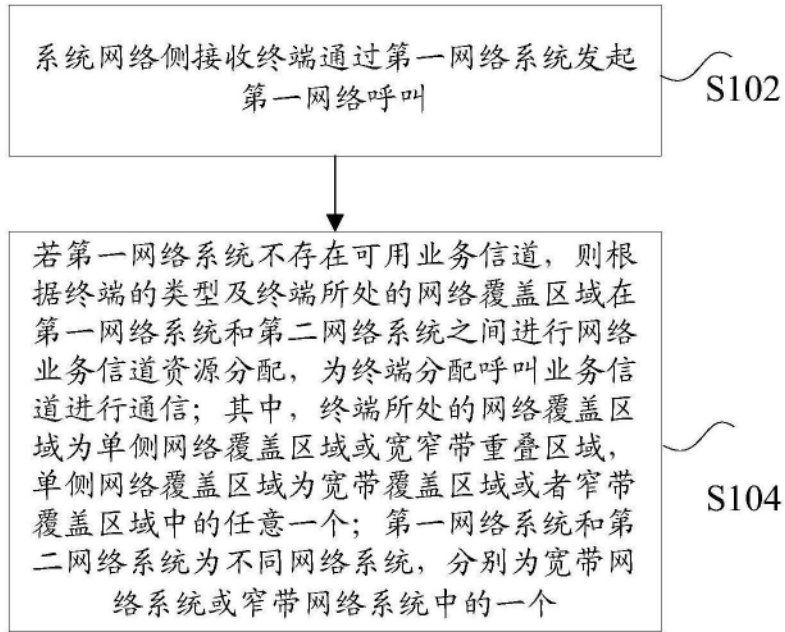 系统网络侧接收终端通过第一网络系统发起
第一网络呼叫
S102
若第一网络系统不存在可用业务信道，则根
据终端的类型及终端所处的网络覆盖区域在
第一网络系统和第二网络系统之间进行网络
业务信道资源分配，为终端分配呼叫业务信
道进行通信；其中，终端所处的网络覆盖区
域为单侧网络覆盖区域或宽窄带重叠区域，
单侧网络覆盖区域为宽带覆盖区域或者窄带
覆盖区域中的任意一个；第一网络系统和第
二网络系统为不同网络系统，分别为宽带网
络系统或窄带网络系统中的一个
S104